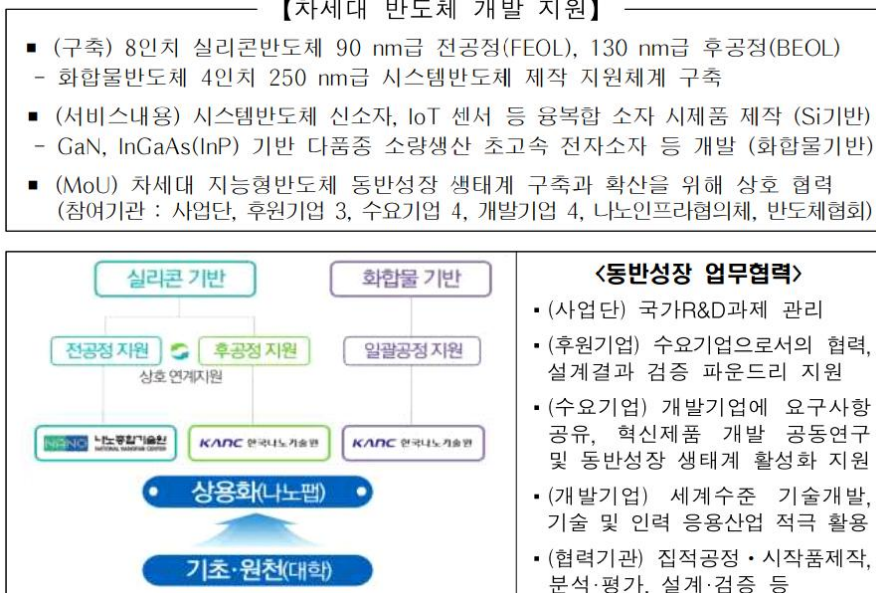 【차세대 반도체 개발 지원】
▪ (구축) 8인치 실리콘반도체 90 nm급 전공정(FEOL), 130 nm급 후공정(BEOL)
- 화합물반도체 4인치 250 nm급 시스템반도체 제작 지원체계 구축
▪ (서비스내용) 시스템반도체 신소자, IoT 센서 등 융복합 소자 시제품 제작 (Si기반)
- GaN, InGaAs(InP) 기반 다품종 소량생산 초고속 전자소자 등 개발 (화합물기반)
▪ (MoU) 차세대 지능형반도체 동반성장 생태계 구축과 확산을 위해 상호 협력
(참여기관 : 사업단, 후원기업 3, 수요기업 4, 개발기업 4, 나노인프라협의체, 반도체협회)
실리콘 기반
화합물 기반
전공정 지원
후공정 지원
일괄공정 지원
상호 연계지원
NANO 나노종합기술원
NATIONAL NANOFAB CENTER
KANC 한국나노기술원
KANC 한국나노기술원
상용화(나노팹)
기초·원천(대학)
<동반성장 업무협력>
▪ (사업단) 국가R&D과제 관리
▪ (후원기업) 수요기업으로서의 협력,
설계결과 검증 파운드리 지원
▪ (수요기업) 개발기업에 요구사항
공유, 혁신제품 개발 공동연구
및 동반성장 생태계 활성화 지원
▪ (개발기업) 세계수준 기술개발,
기술 및 인력 응용산업 적극 활용
▪ (협력기관) 집적공정·시작품제작,
분석·평가, 설계·검증 등